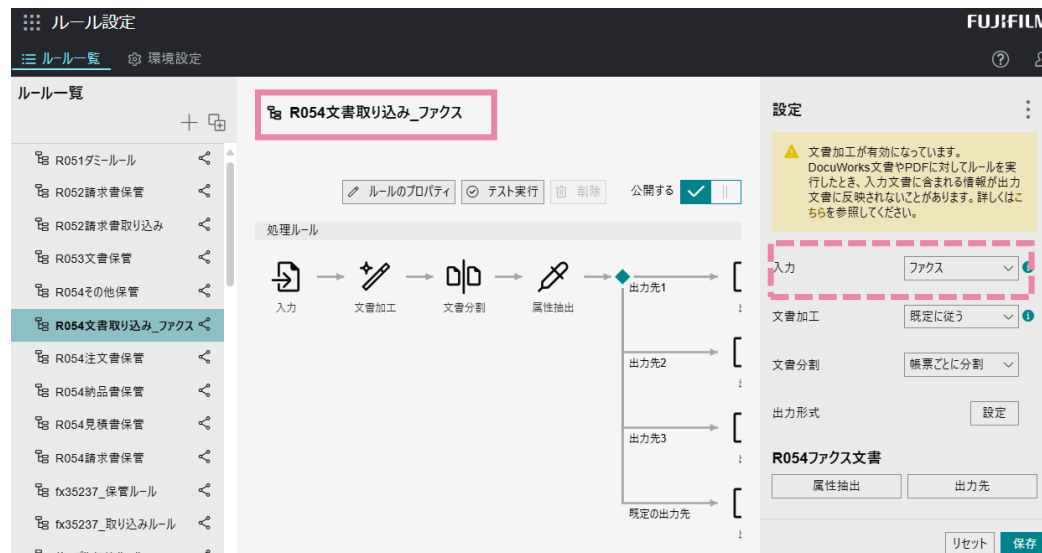 ルール設定
FUJIFILM
ルール一覧
環境設定
ルール一覧
R051ダミールール
R052請求書保管
R052請求書取り込み
R053文書保管
R054その他保管
R054文書取り込み_ファクス
R054注文書保管
R054納品書保管
R054見積書保管
R054請求書保管
fx35237_保管ルール
fx35237_取り込みルール
R054文書取り込み_ファクス
ルールのプロパティ
テスト実行
削除
公開する
処理ルール
入力
文書加工
文書分割
属性抽出
出力先1
出力先2
出力先3
既定の出力先
設定
文書加工が有効になっています。
DocuWorks文書やPDFに対してルールを実
行したとき、入力文書に含まれる情報が出力
文書に反映されないことがあります。詳しくはこ
ちらを参照してください。
入力
ファクス
文書加工
既定に従う
文書分割
帳票ごとに分割
出力形式
設定
R054ファクス文書
属性抽出
出力先
リセット
保存